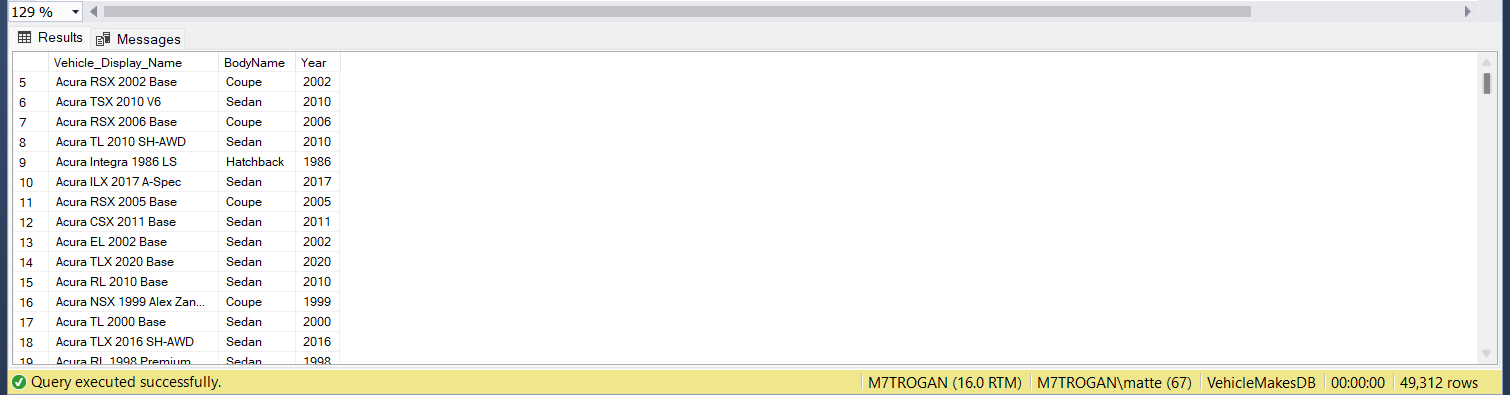 129 %
Results Messages
Vehicle_Display_Name BodyName Year
5 Acura RSX 2002 Base Coupe 2002
6 Acura TSX 2010 V6 Sedan 2010
7 Acura RSX 2006 Base Coupe 2006
8 Acura TL 2010 SH-AWD Sedan 2010
9 Acura Integra 1986 LS Hatchback 1986
10 Acura ILX 2017 A-Spec Sedan 2017
11 Acura RSX 2005 Base Coupe 2005
12 Acura CSX 2011 Base Sedan 2011
13 Acura EL 2002 Base Sedan 2002
14 Acura TLX 2020 Base Sedan 2020
15 Acura RL 2010 Base Sedan 2010
16 Acura NSX 1999 Alex Zan... Coupe 1999
17 Acura TL 2000 Base Sedan 2000
18 Acura TLX 2016 SH-AWD Sedan 2016
19 Acura RL 1998 Premium Sedan 1998
Query executed successfully. M7TROGAN (16.0 RTM) M7TROGAN\matte (67) VehicleMakesDB 00:00:00 49,312 rows